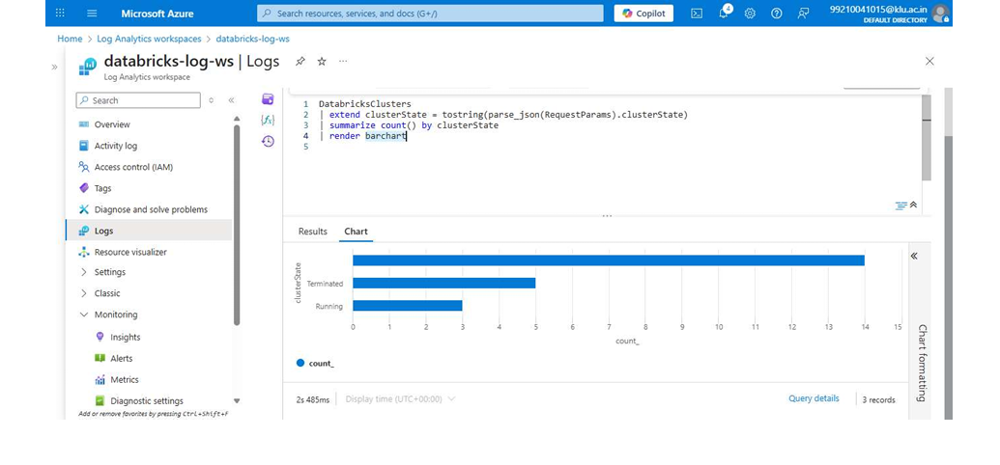 Microsoft Azure
Search resources, services, and docs (G+/)
Copilot
4
99210041015@klu.ac.in
DEFAULT DIRECTORY
Home > Log Analytics workspaces > databricks-log-ws
databricks-log-ws | Logs
Log Analytics workspace
Search
Overview
Activity log
Access control (IAM)
Tags
Diagnose and solve problems
Logs
Resource visualizer
Settings
Classic
Monitoring
Insights
Alerts
Metrics
Diagnostic settings
Add or remove favorites by pressing Ctrl+Shift+F
1 DatabricksClusters
2 | extend clusterState = tostring(parse_json(RequestParams).clusterState)
3 | summarize count() by clusterState
4 | render barchart
5
Results Chart
clusterState
Terminated
Running
0 1 2 3 4 5 6 7 8 9 10 11 12 13 14 15
count_
count_
Chart formatting
2s 485ms Display time (UTC+00:00) Query details 3 records